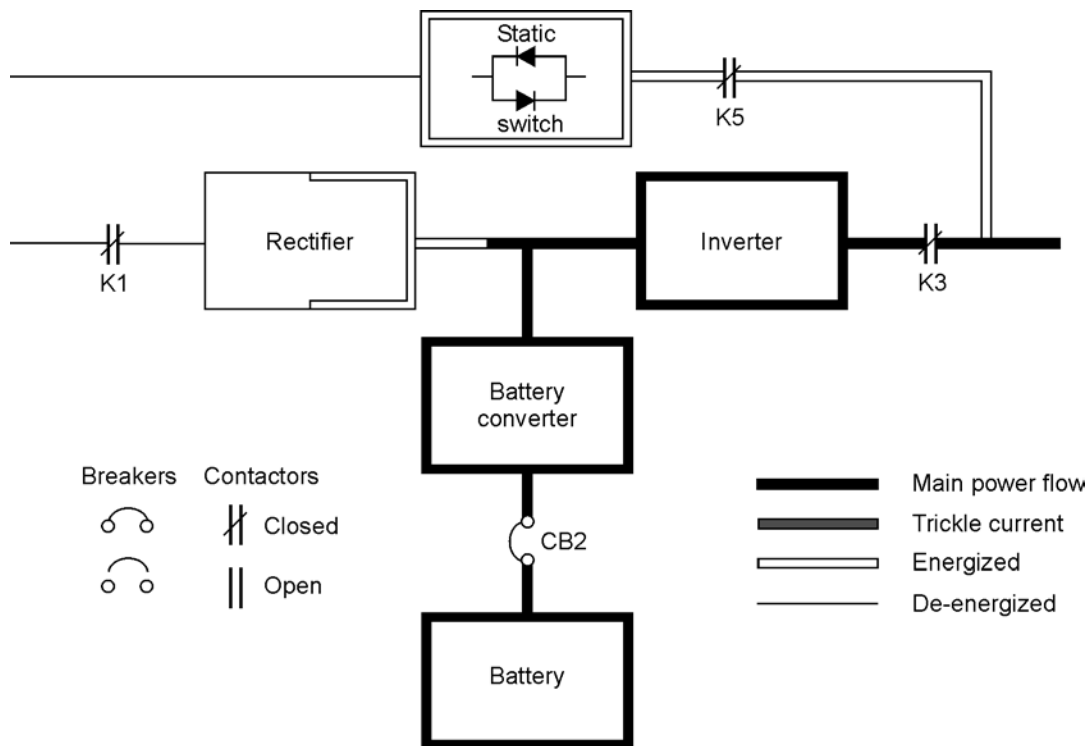 Static
switch
K5
Rectifier
Inverter
K1
K3
Battery
converter
Breakers
Contactors
Closed
Open
CB2
Main power flow
Trickle current
Energized
De-energized
Battery